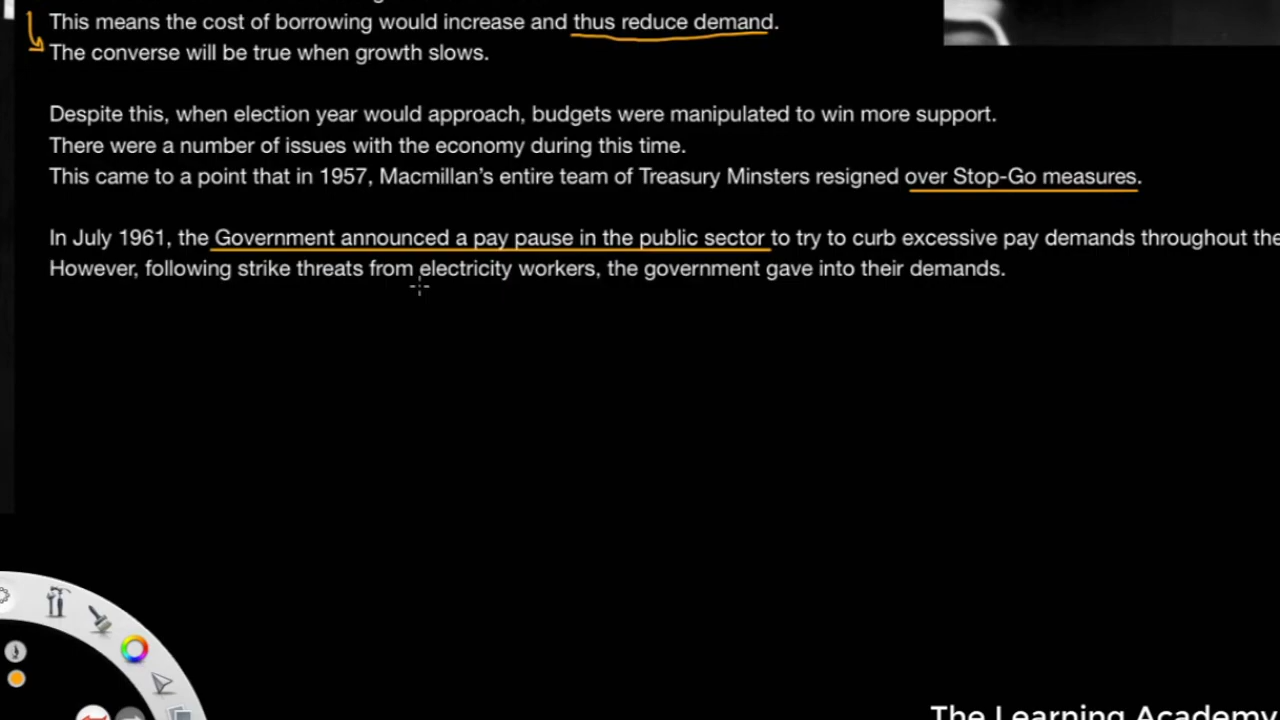 This means the cost of borrowing would increase and thus reduce demand.
The converse will be true when growth slows.
Despite this, when election year would approach, budgets were manipulated to win more support.
There were a number of issues with the economy during this time.
This came to a point that in 1957, Macmillan's entire team of Treasury Minsters resigned over Stop-Go measures.
In July 1961, the Government announced a pay pause in the public sector to try to curb excessive pay demands throughout the
However, following strike threats from electricity workers, the government gave into their demands.
The Learning Academy